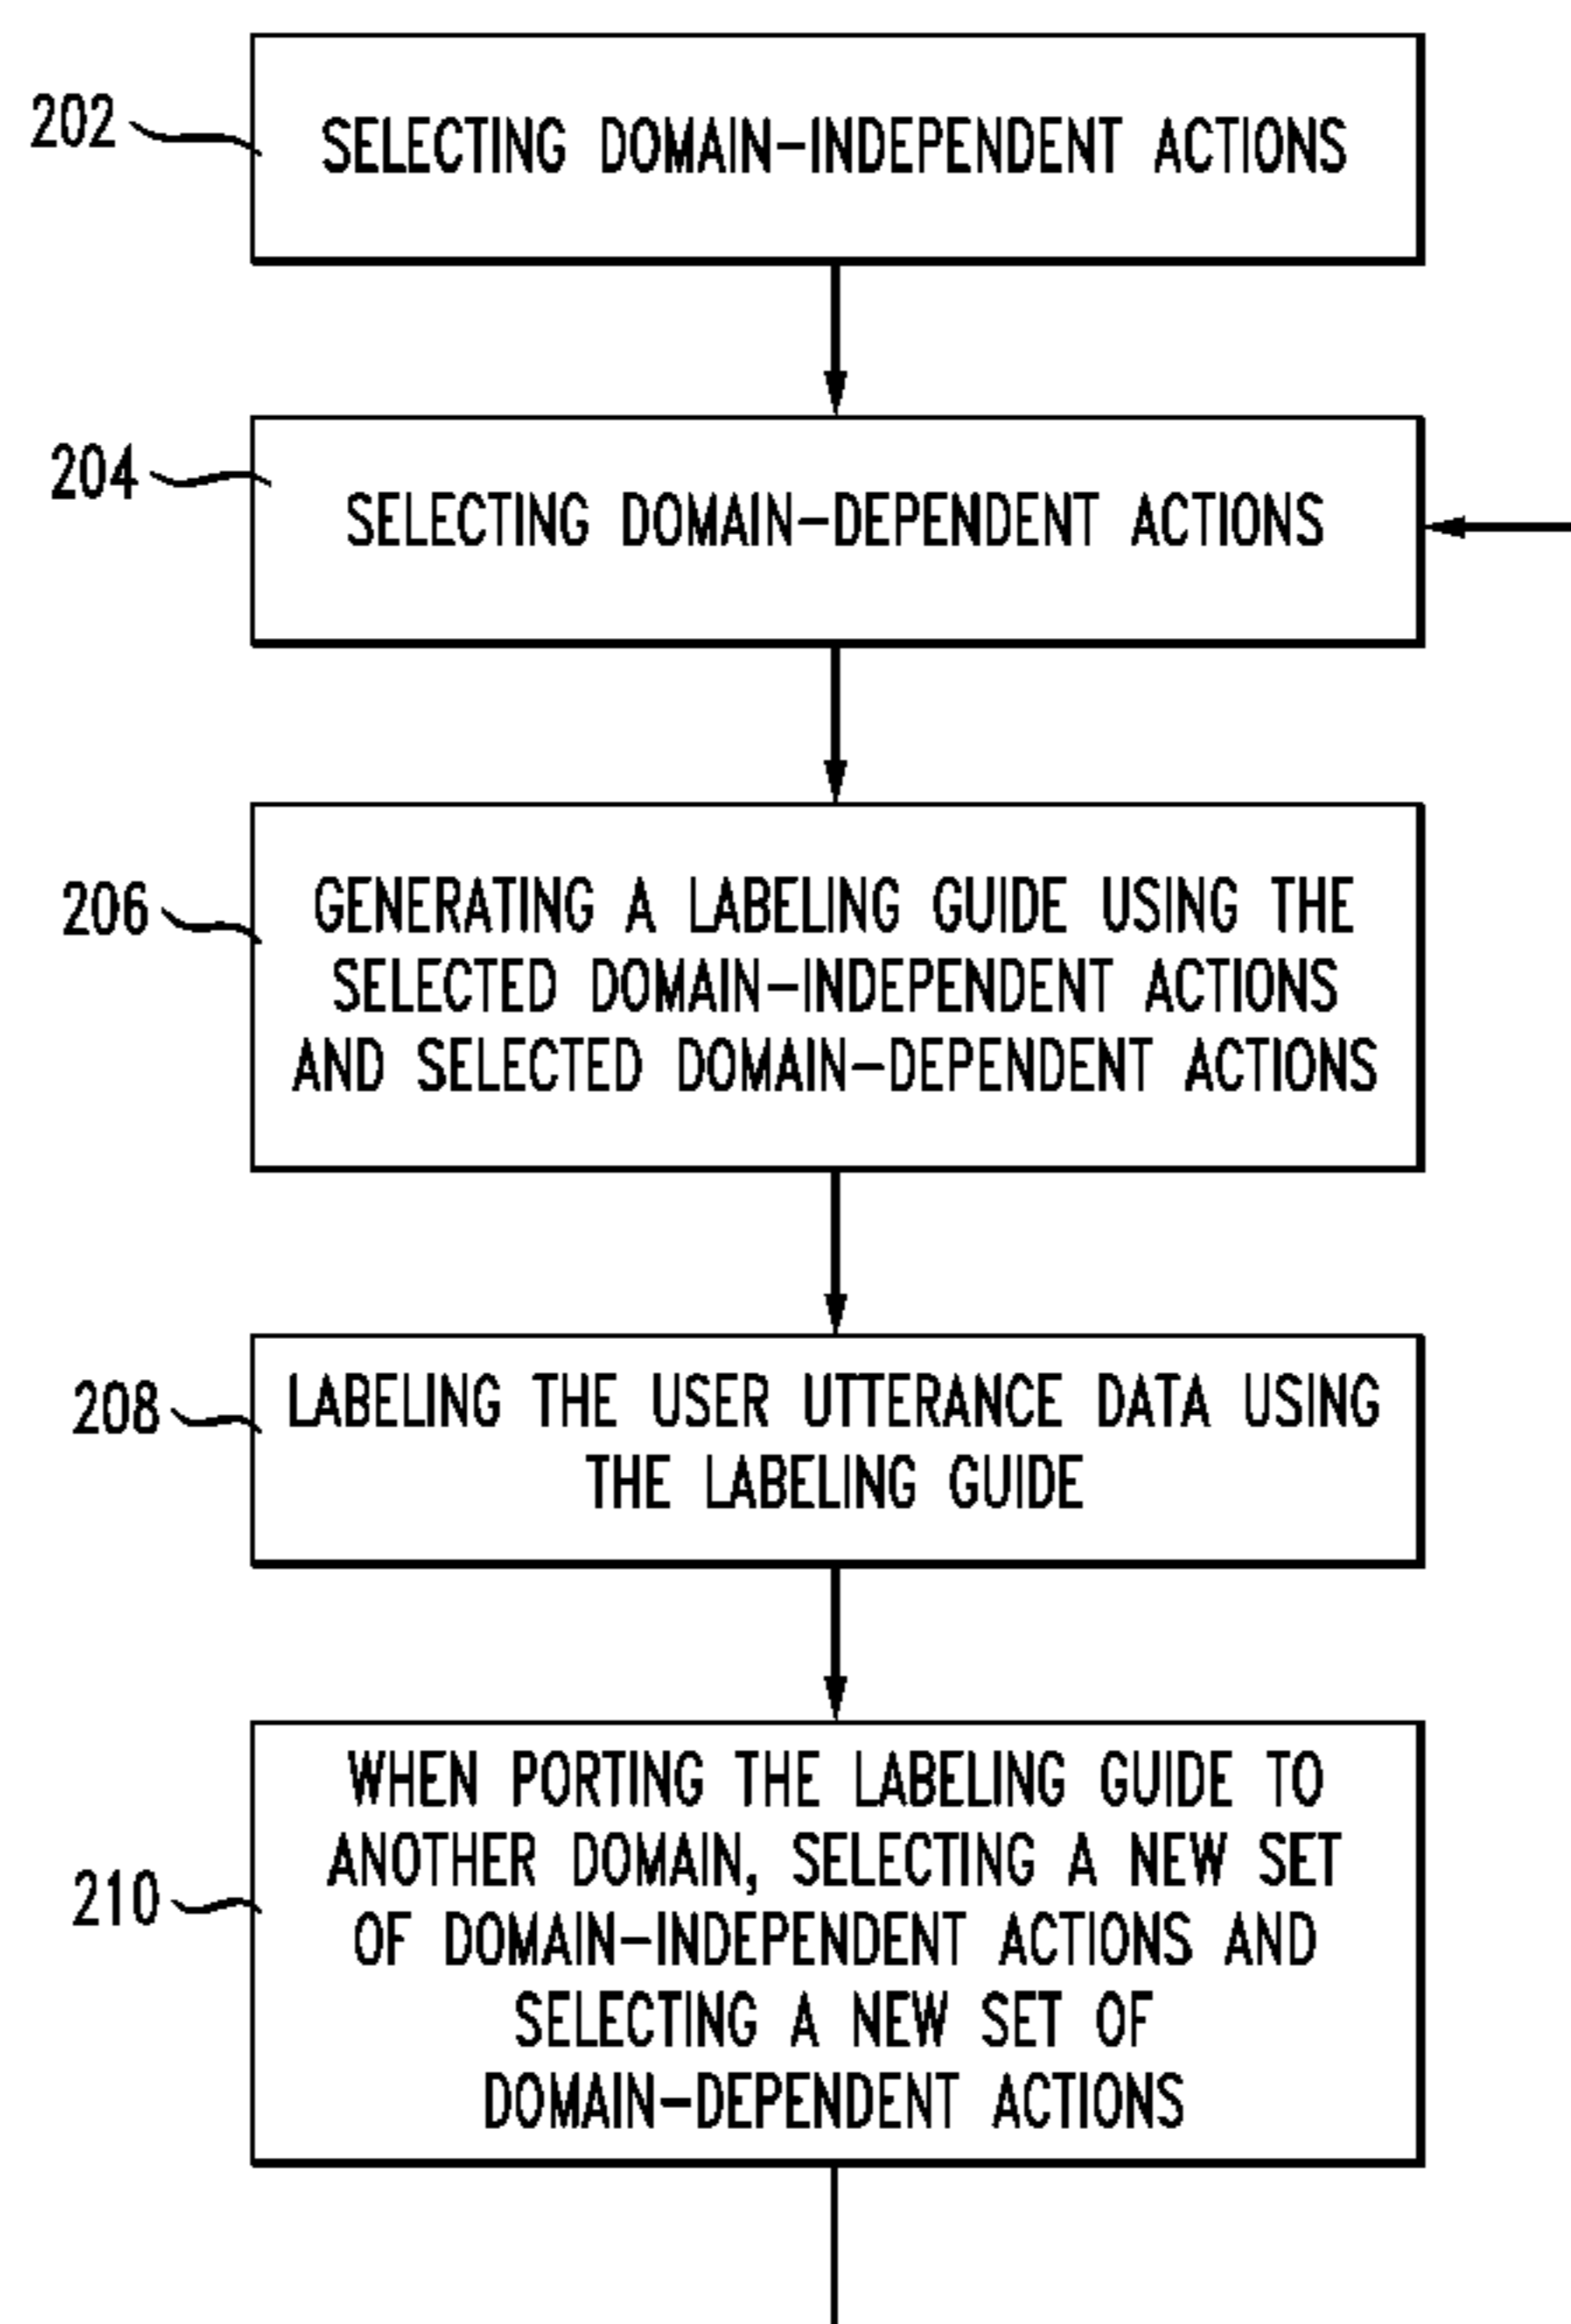 202
SELECTING DOMAIN-INDEPENDENT ACTIONS
204
SELECTING DOMAIN-DEPENDENT ACTIONS
206
GENERATING A LABELING GUIDE USING THE
SELECTED DOMAIN-INDEPENDENT ACTIONS
AND SELECTED DOMAIN-DEPENDENT ACTIONS
208
LABELING THE USER UTTERANCE DATA USING
THE LABELING GUIDE
210
WHEN PORTING THE LABELING GUIDE TO
ANOTHER DOMAIN, SELECTING A NEW SET
OF DOMAIN-INDEPENDENT ACTIONS AND
SELECTING A NEW SET OF
DOMAIN-DEPENDENT ACTIONS